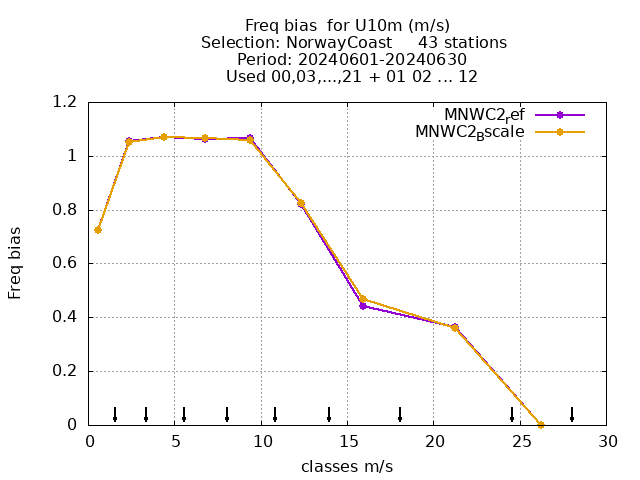 Freq bias  for U10m (m/s)
Selection: NorwayCoast     43 stations
Period: 20240601-20240630
Used 00,03,...,21 + 01 02 ... 12
MNWC2ref
MNWC2Bscale
1.2
1
0.8
0.6
0.4
0.2
0
Freq bias
0 5 10 15 20 25 30
classes m/s